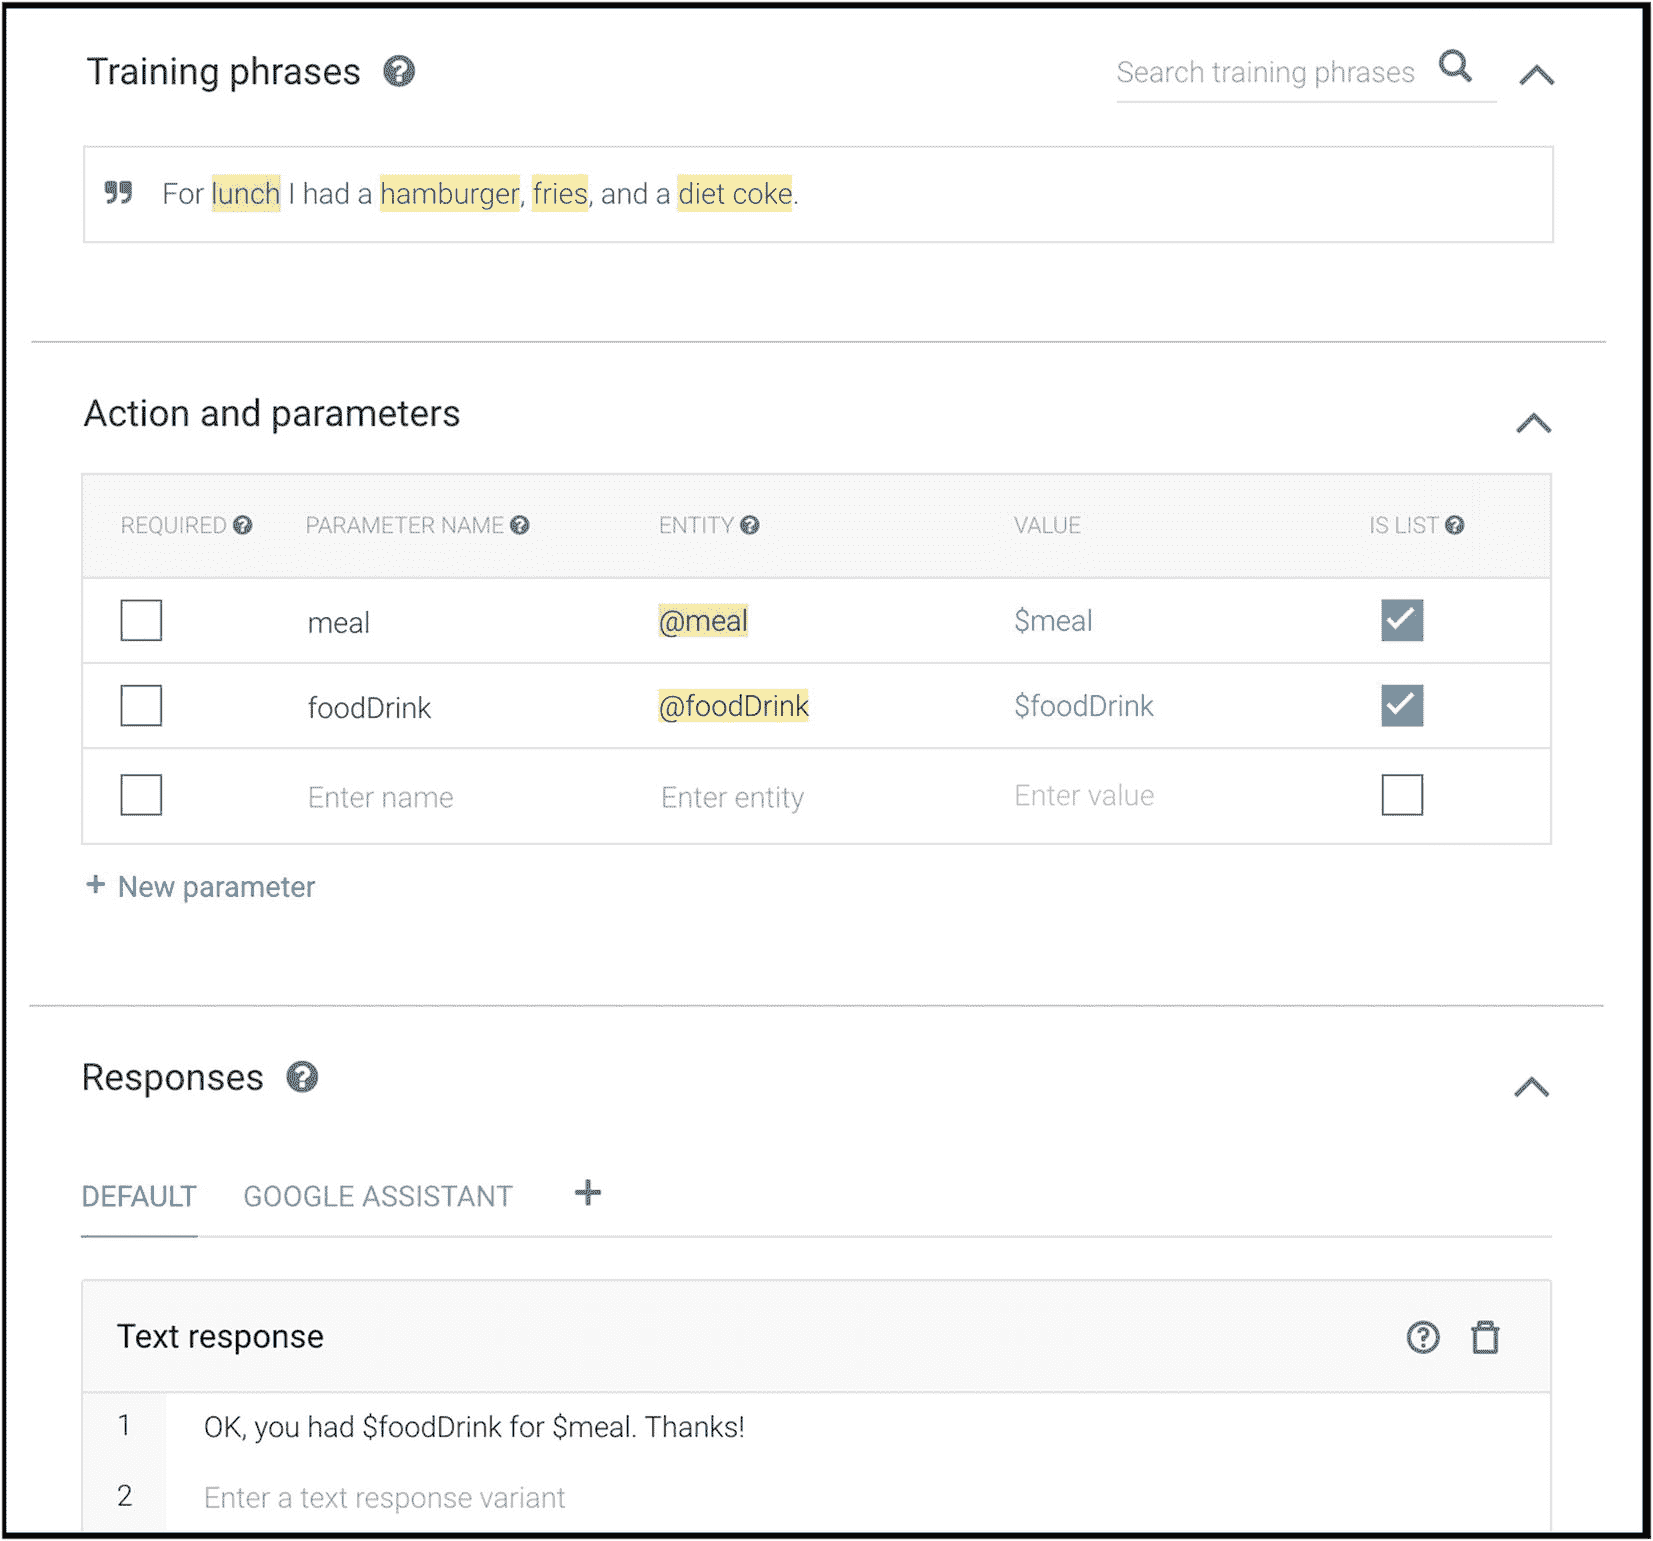 Training phrases
Search training phrases
For lunch I had a hamburger, fries, and a diet coke.
Action and parameters
REQUIRED PARAMETER NAME ENTITY VALUE IS LIST
meal @meal $meal
foodDrink @foodDrink $foodDrink
Enter name Enter entity Enter value
+ New parameter
Responses
DEFAULT GOOGLE ASSISTANT +
Text response
1 OK, you had $foodDrink for $meal. Thanks!
2 Enter a text response variant